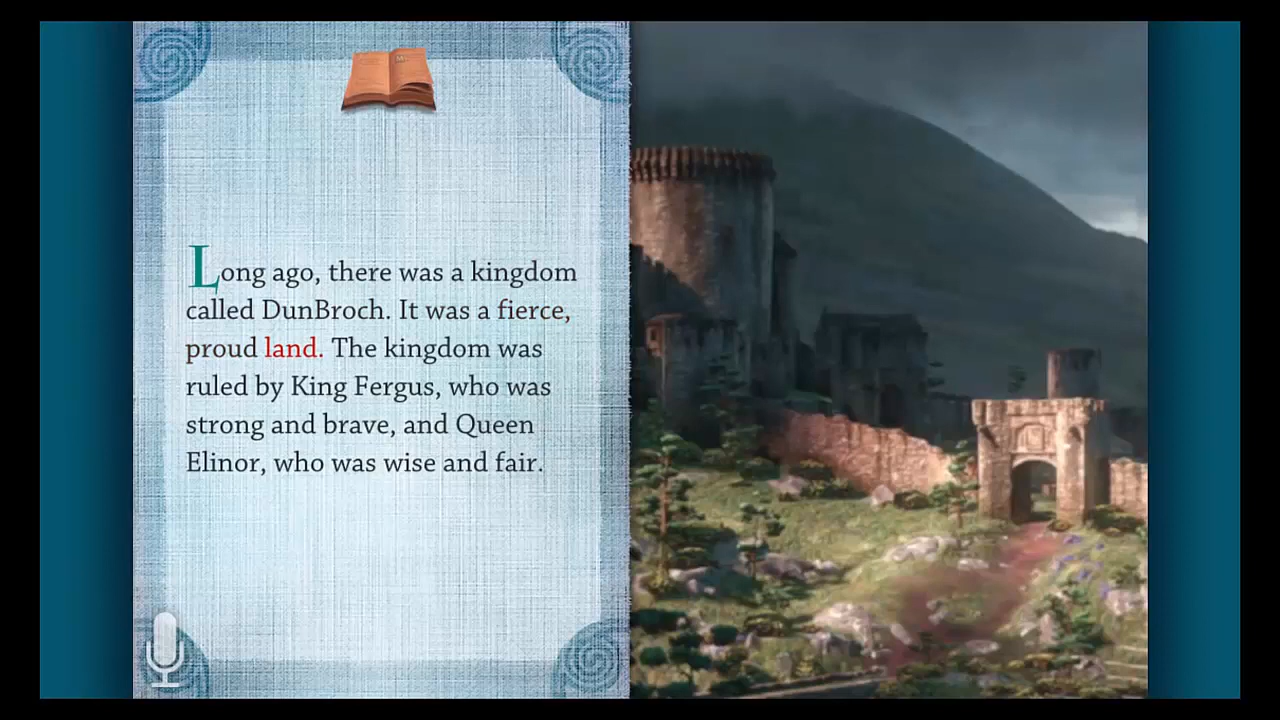 Long ago, there was a kingdom
called DunBroch. It was a fierce,
proud land. The kingdom was
ruled by King Fergus, who was
strong and brave, and Queen
Elinor, who was wise and fair.